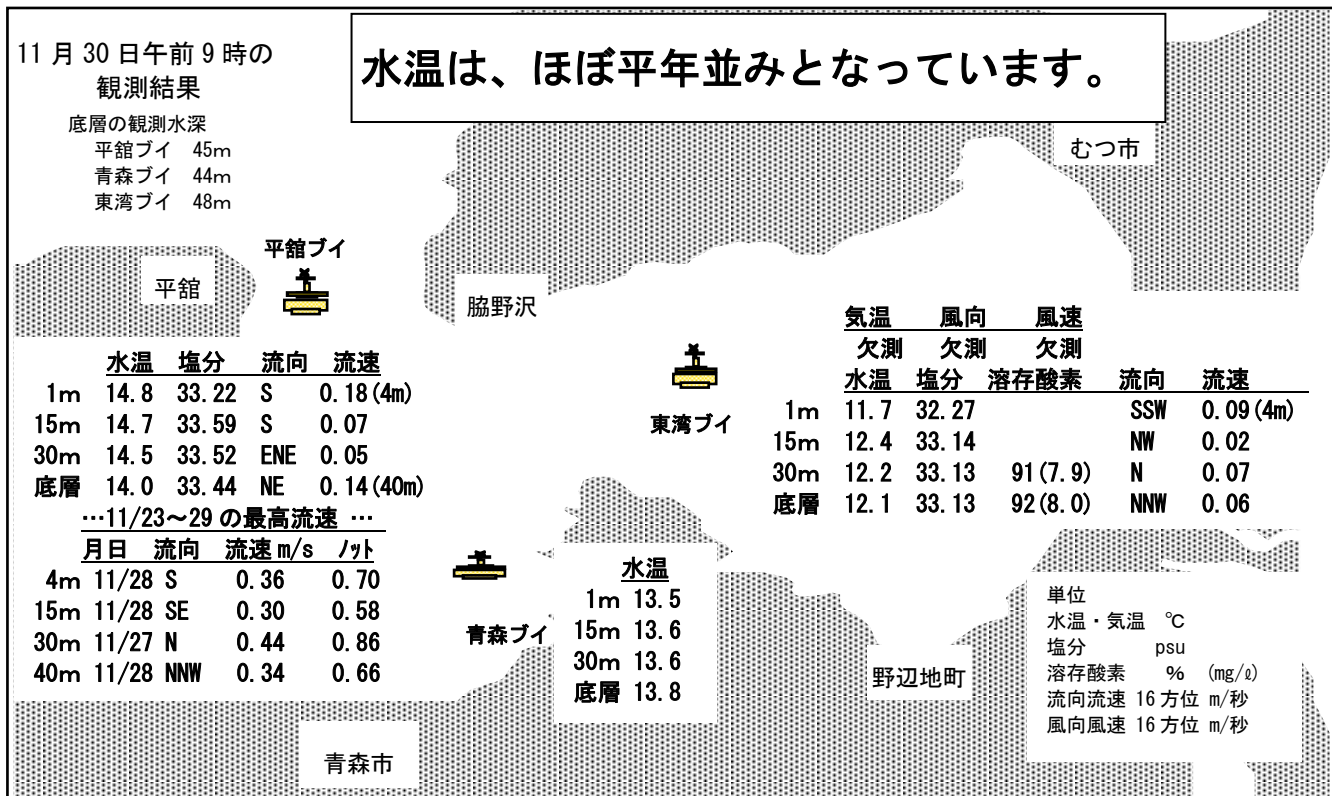 11月30日午前9時の
観測結果
水温は、ほぼ平年並みとなっています。
底層の観測水深
平舘ブイ 45m
青森ブイ 44m
東湾ブイ 48m
むつ市
平舘ブイ
平舘
脇野沢
水温 塩分 流向 流速
1m 14.8 33.22 S 0.18(4m)
15m 14.7 33.59 S 0.07
30m 14.5 33.52 ENE 0.05
底層 14.0 33.44 NE 0.14(40m)
…11/23～29の最高流速 …
月日 流向 流速m/s ノット
4m 11/28 S 0.36 0.70
15m 11/28 SE 0.30 0.58
30m 11/27 N 0.44 0.86
40m 11/28 NNW 0.34 0.66
東湾ブイ
気温 風向 風速
欠測 欠測 欠測
水温 塩分 溶存酸素 流向 流速
1m 11.7 32.27 SSW 0.09(4m)
15m 12.4 33.14 NW 0.02
30m 12.2 33.13 91(7.9) N 0.07
底層 12.1 33.13 92(8.0) NNW 0.06
青森ブイ
水温
1m 13.5
15m 13.6
30m 13.6
底層 13.8
野辺地町
青森市
単位
水温・気温 ℃
塩分 psu
溶存酸素 % (mg/ℓ)
流向流速 16方位 m/秒
風向風速 16方位 m/秒